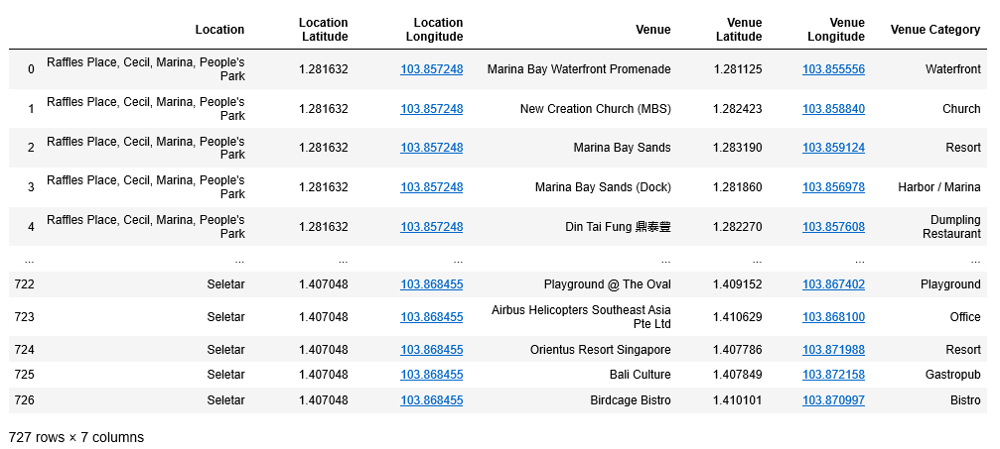 Location Location Latitude Location Longitude Venue Venue Latitude Venue Longitude Venue Category
0 Raffles Place, Cecil, Marina, People's Park 1.281632 103.857248 Marina Bay Waterfront Promenade 1.281125 103.855556 Waterfront
1 Raffles Place, Cecil, Marina, People's Park 1.281632 103.857248 New Creation Church (MBS) 1.282423 103.858840 Church
2 Raffles Place, Cecil, Marina, People's Park 1.281632 103.857248 Marina Bay Sands 1.283190 103.859124 Resort
3 Raffles Place, Cecil, Marina, People's Park 1.281632 103.857248 Marina Bay Sands (Dock) 1.281860 103.856978 Harbor / Marina
4 Raffles Place, Cecil, Marina, People's Park 1.281632 103.857248 Din Tai Fung 鼎泰豐 1.282270 103.857608 Dumpling Restaurant
... ... ... ... ... ... ... ...
722 Seletar 1.407048 103.868455 Playground @ The Oval 1.409152 103.867402 Playground
723 Seletar 1.407048 103.868455 Airbus Helicopters Southeast Asia Pte Ltd 1.410629 103.868100 Office
724 Seletar 1.407048 103.868455 Orientus Resort Singapore 1.407786 103.871988 Resort
725 Seletar 1.407048 103.868455 Bali Culture 1.407849 103.872158 Gastropub
726 Seletar 1.407048 103.868455 Birdcage Bistro 1.410101 103.870997 Bistro
727 rows × 7 columns